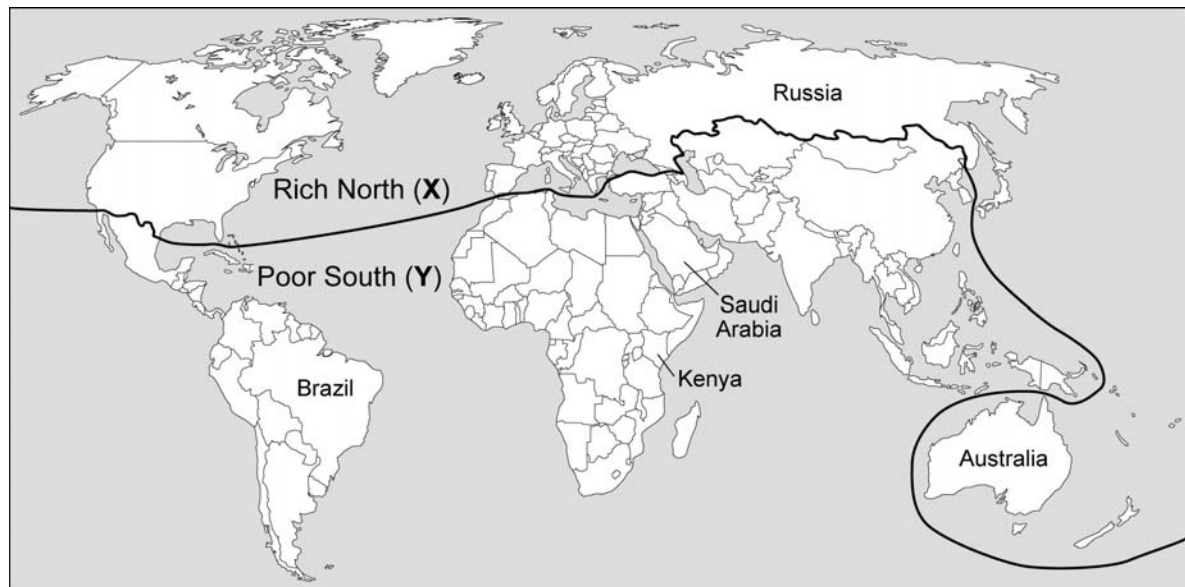 Russia
Rich North (X)
Poor South (Y)
Saudi
Arabia
Kenya
Brazil
Australia